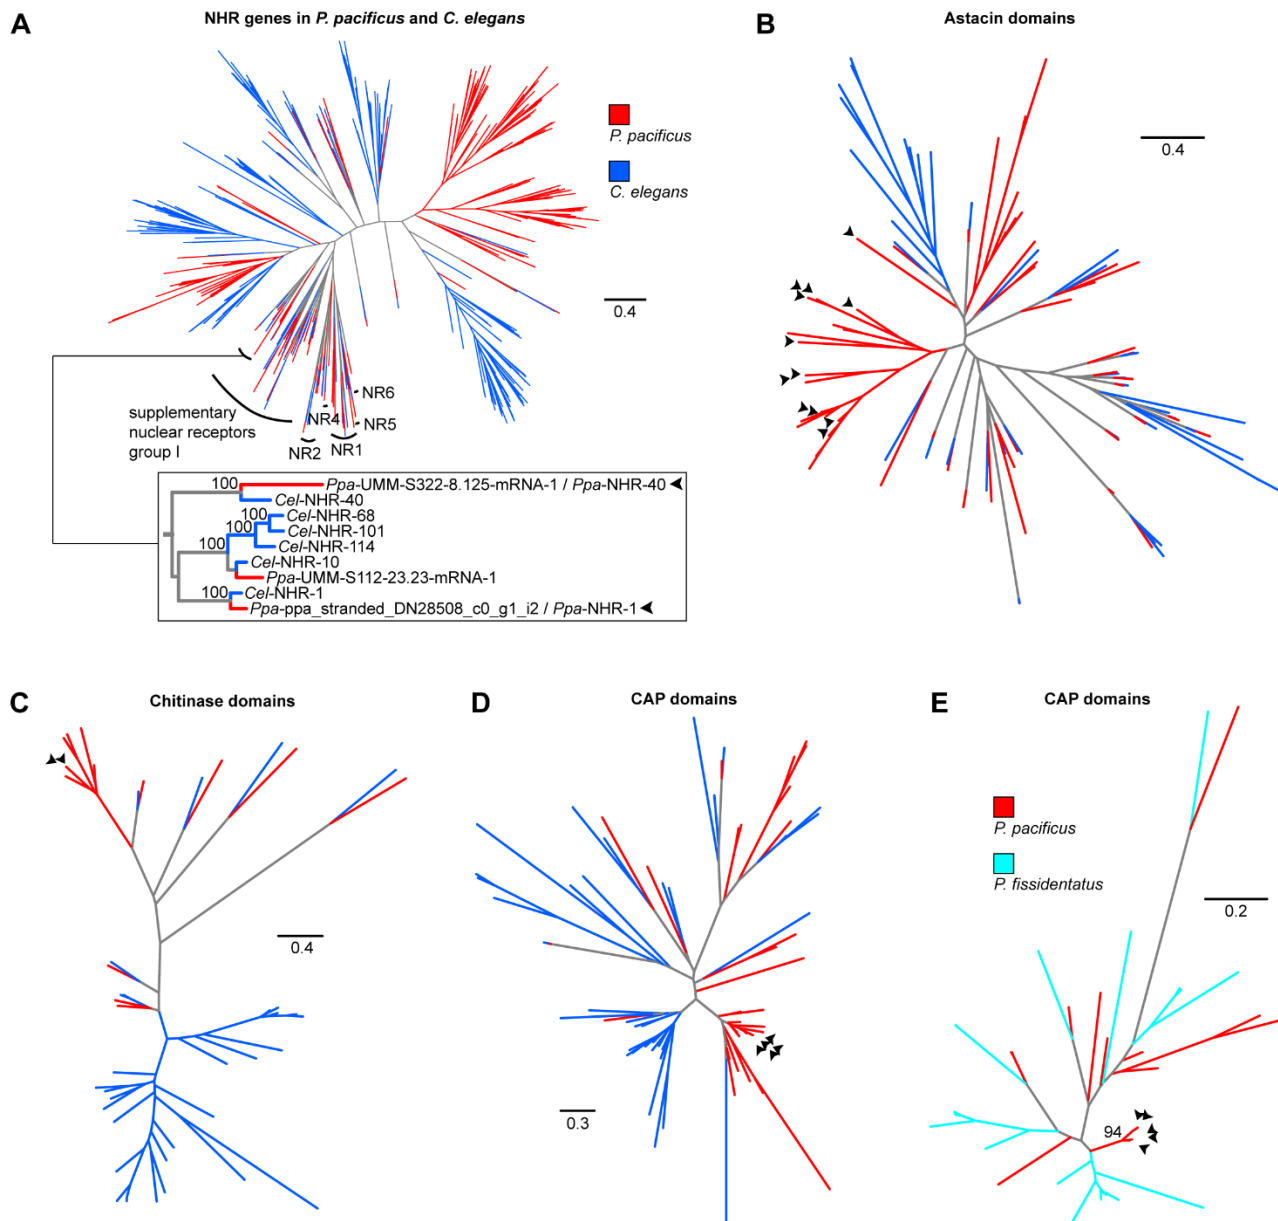 A
NHR genes in P. pacificus and C. elegans
P. pacificus
C. elegans
0.4
supplementary
nuclear receptors
group I
NR2
NR4
NR1
NR6
NR5
100
Ppa-UMM-S322-8.125-mRNA-1 / Ppa-NHR-40
Cel-NHR-40
100
Cel-NHR-68
100
Cel-NHR-101
100
Cel-NHR-114
Cel-NHR-10
Ppa-UMM-S112-23.23-mRNA-1
100
Cel-NHR-1
Ppa-ppa_stranded_DN28508_c0_g1_i2 / Ppa-NHR-1
B
Astacin domains
0.4
C
Chitinase domains
0.4
D
CAP domains
0.3
E
CAP domains
P. pacificus
P. fissidentatus
0.2
94